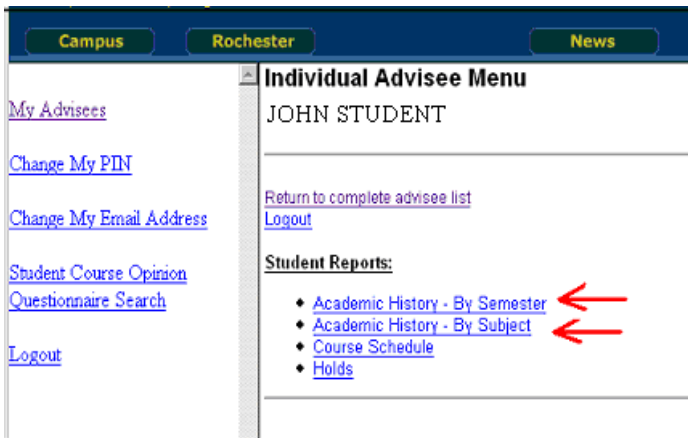 Campus
Rochester
News
My Advisees
Change My PIN
Change My Email Address
Student Course Opinion
Questionnaire Search
Logout
Individual Advisee Menu
JOHN STUDENT
Return to complete advisee list
Logout
Student Reports:
Academic History - By Semester
Academic History - By Subject
Course Schedule
Holds